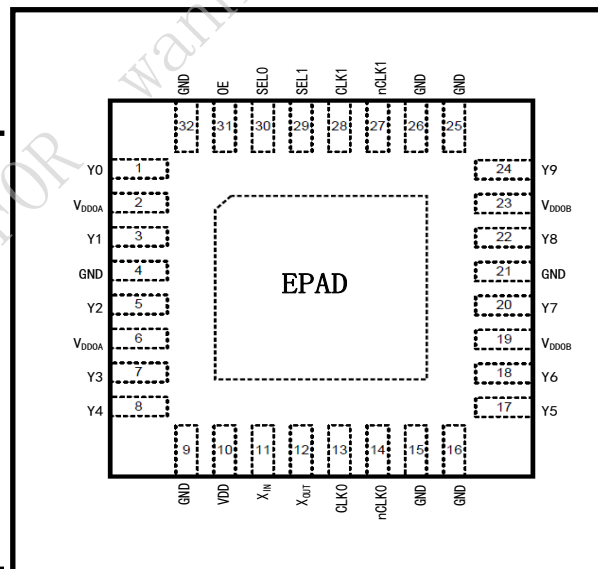 GND OE SEL0 SEL1 CLK1 nCLK1 GND GND
32 31 30 29 28 27 26 25
Y0 1 24 Y9
VDDOA 2 23 VDDOB
Y1 3 22 Y8
GND 4 21 GND
EPAD
Y2 5 20 Y7
VDDOA 6 19 VDDOB
Y3 7 18 Y6
Y4 8 17 Y5
9 10 11 12 13 14 15 16
GND VDD XIN XOUT CLK0 nCLK0 GND GND
FOR